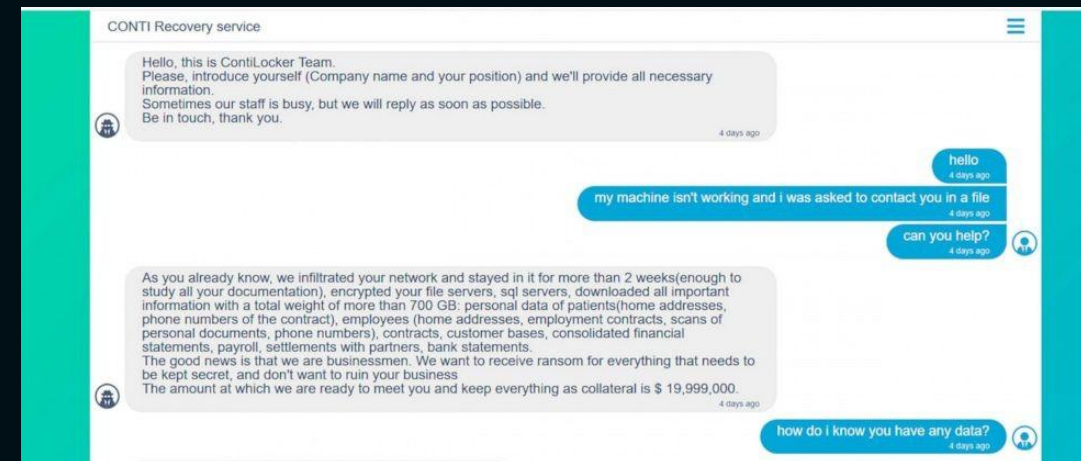 CONTI Recovery service
Hello, this is ContiLocker Team.
Please, introduce yourself (Company name and your position) and we'll provide all necessary
information.
Sometimes our staff is busy, but we will reply as soon as possible.
Be in touch, thank you.
4 days ago
hello
4 days ago
my machine isn't working and i was asked to contact you in a file
4 days ago
can you help?
4 days ago
As you already know, we infiltrated your network and stayed in it for more than 2 weeks(enough to
study all your documentation), encrypted your file servers, sql servers, downloaded all important
information with a total weight of more than 700 GB: personal data of patients(home addresses,
phone numbers of the contract), employees (home addresses, employment contracts, scans of
personal documents, phone numbers), contracts, customer bases, consolidated financial
statements, payroll, settlements with partners, bank statements.
The good news is that we are businessmen. We want to receive ransom for everything that needs to
be kept secret, and don't want to ruin your business
The amount at which we are ready to meet you and keep everything as collateral is $ 19,999,000.
4 days ago
how do i know you have any data?
4 days ago